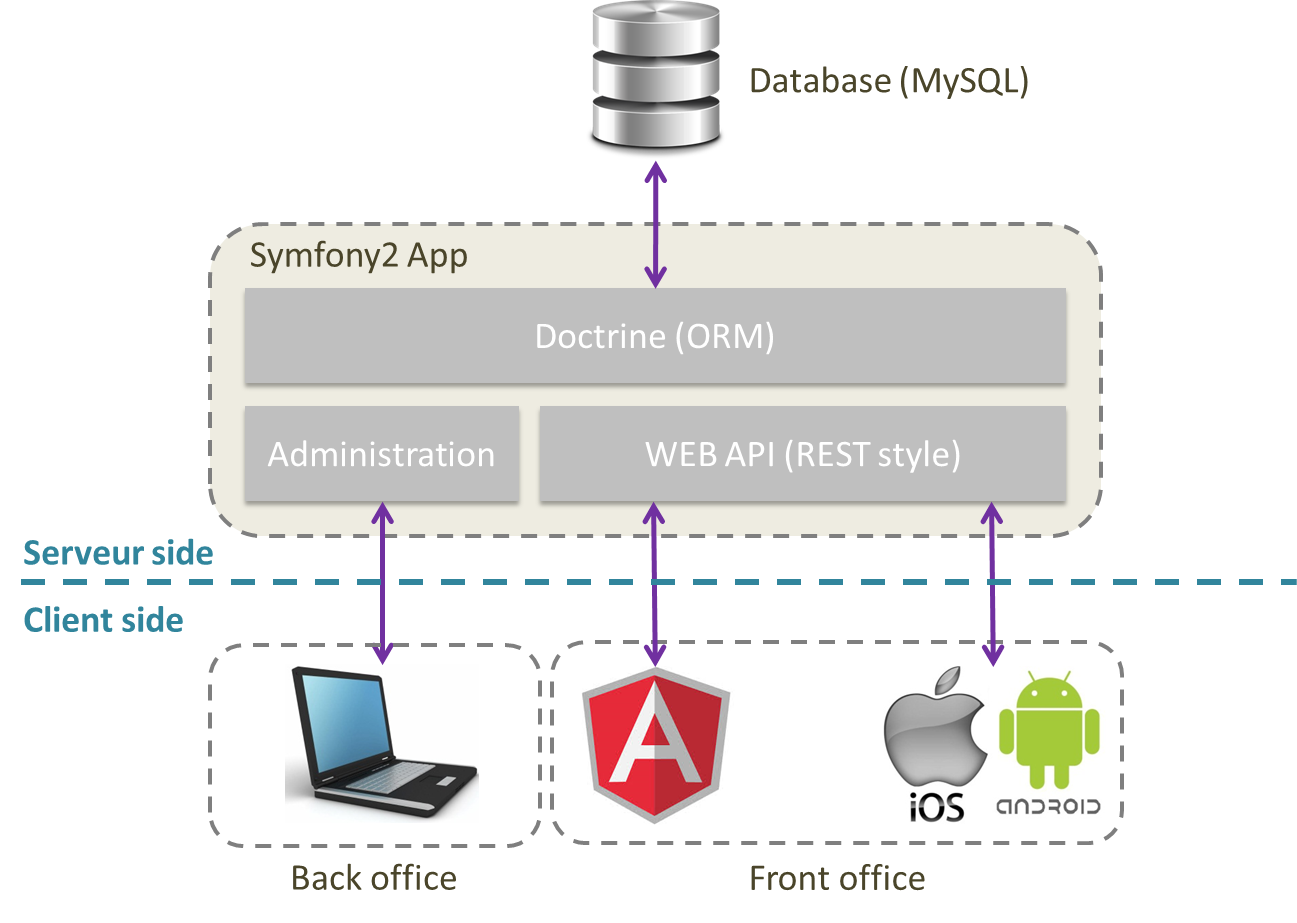 Database (MySQL)
Symfony2 App
Doctrine (ORM)
Administration
WEB API (REST style)
Serveur side
Client side
A
iOS
ANDROID
Back office
Front office